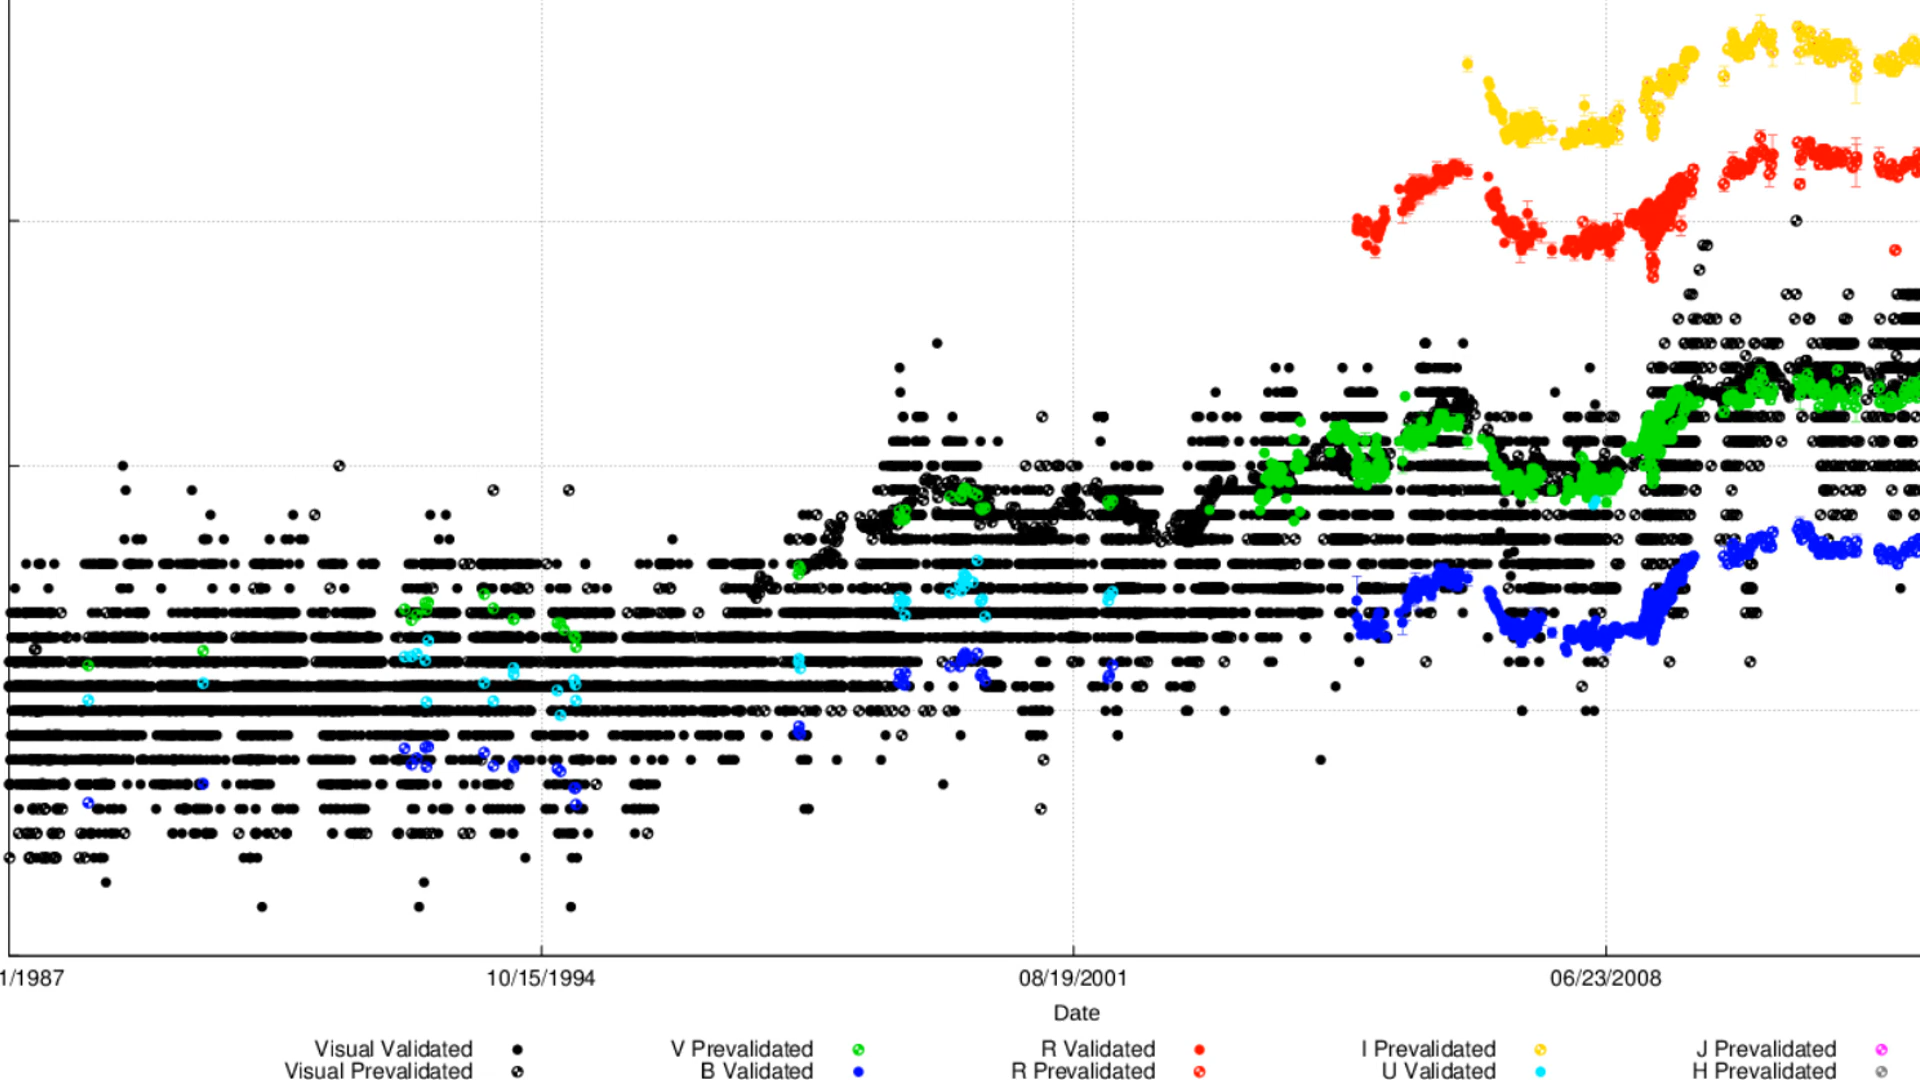 1/1987 10/15/1994 08/19/2001 06/23/2008
Date
Visual Validated V Prevalidated R Validated I Prevalidated J Prevalidated
Visual Prevalidated B Validated R Prevalidated U Validated H Prevalidated